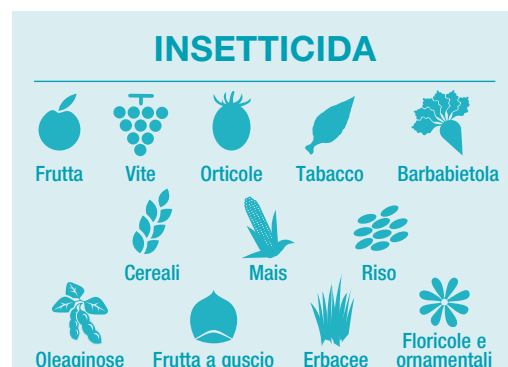 INSETTICIDA
Frutta Vite Orticole Tabacco Barbabietola
Cereali Mais Riso
Oleaginose Frutta a guscio Erbacee Floricole e
ornamentali